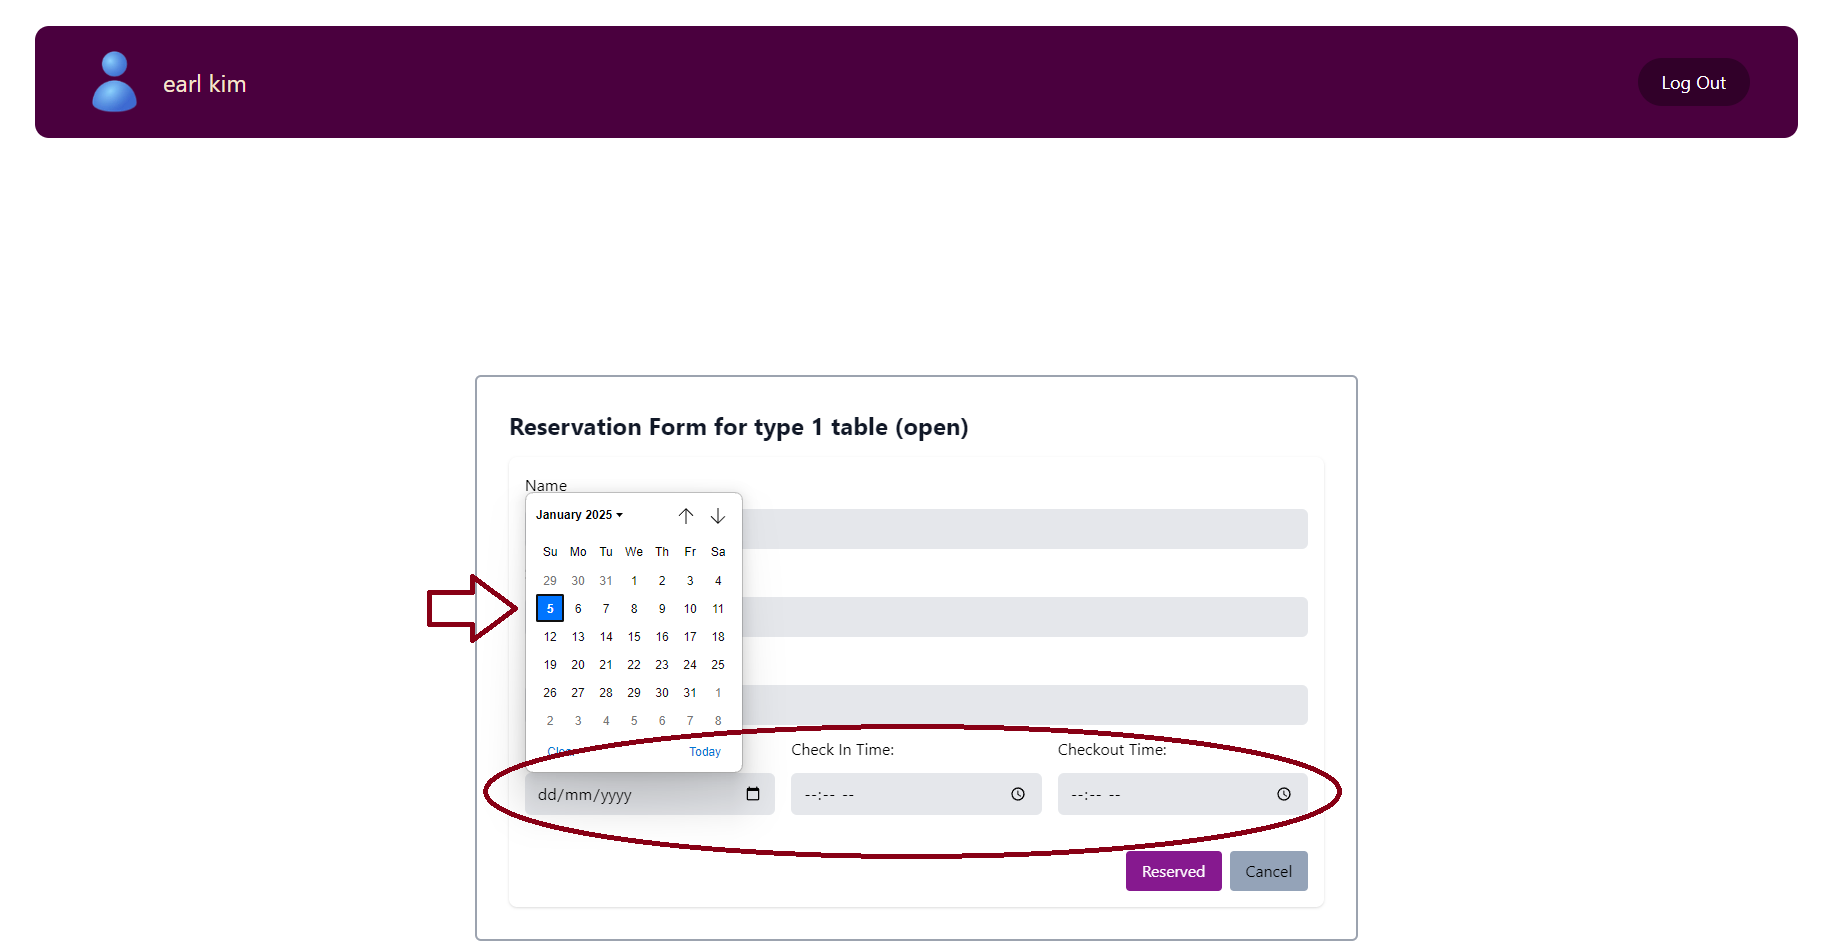 earl kim
Log Out
Reservation Form for type 1 table (open)
Name
January 2025
Su Mo Tu We Th Fr Sa
29 30 31 1 2 3 4
5 6 7 8 9 10 11
12 13 14 15 16 17 18
19 20 21 22 23 24 25
26 27 28 29 30 31 1
2 3 4 5 6 7 8
Today
Check In Time:
Checkout Time:
dd/mm/yyyy
--:-- --
--:-- --
Reserved
Cancel